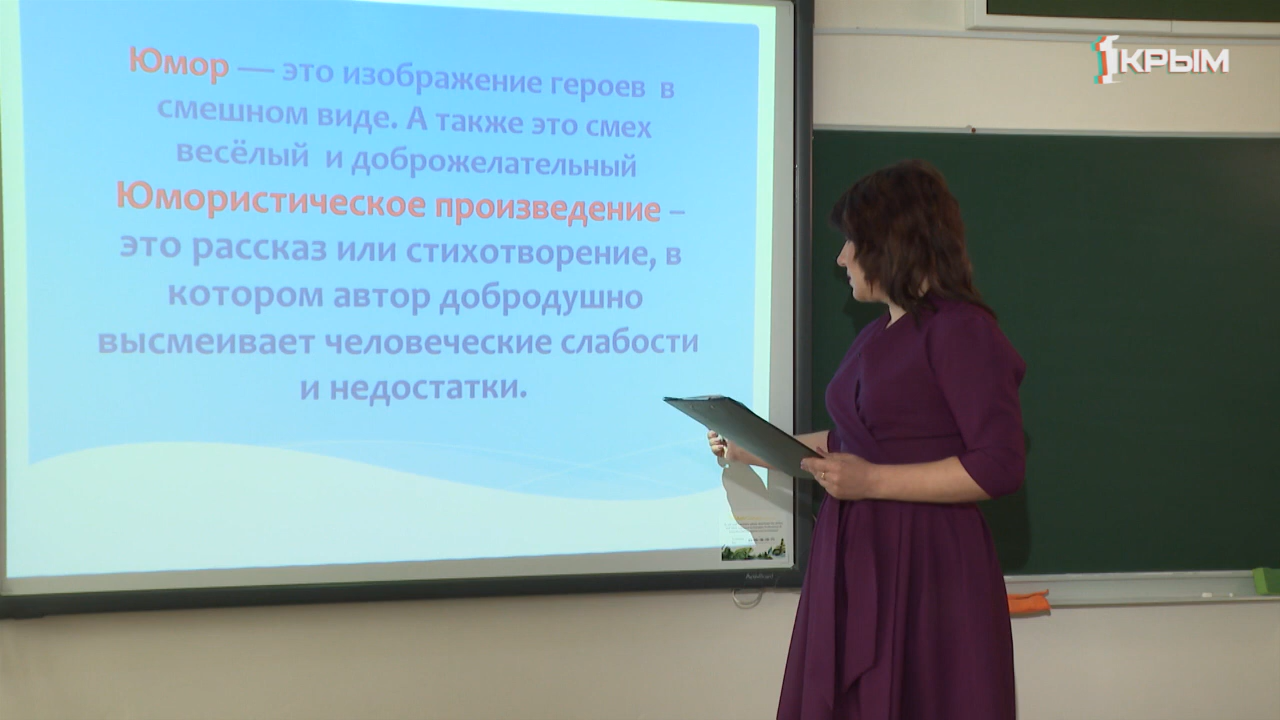 Юмор — это изображение героев в
смешном виде. А также это смех
весёлый и доброжелательный
Юмористическое произведение –
это рассказ или стихотворение, в
котором автор добродушно
высмеивает человеческие слабости
и недостатки.
1КРЫМ